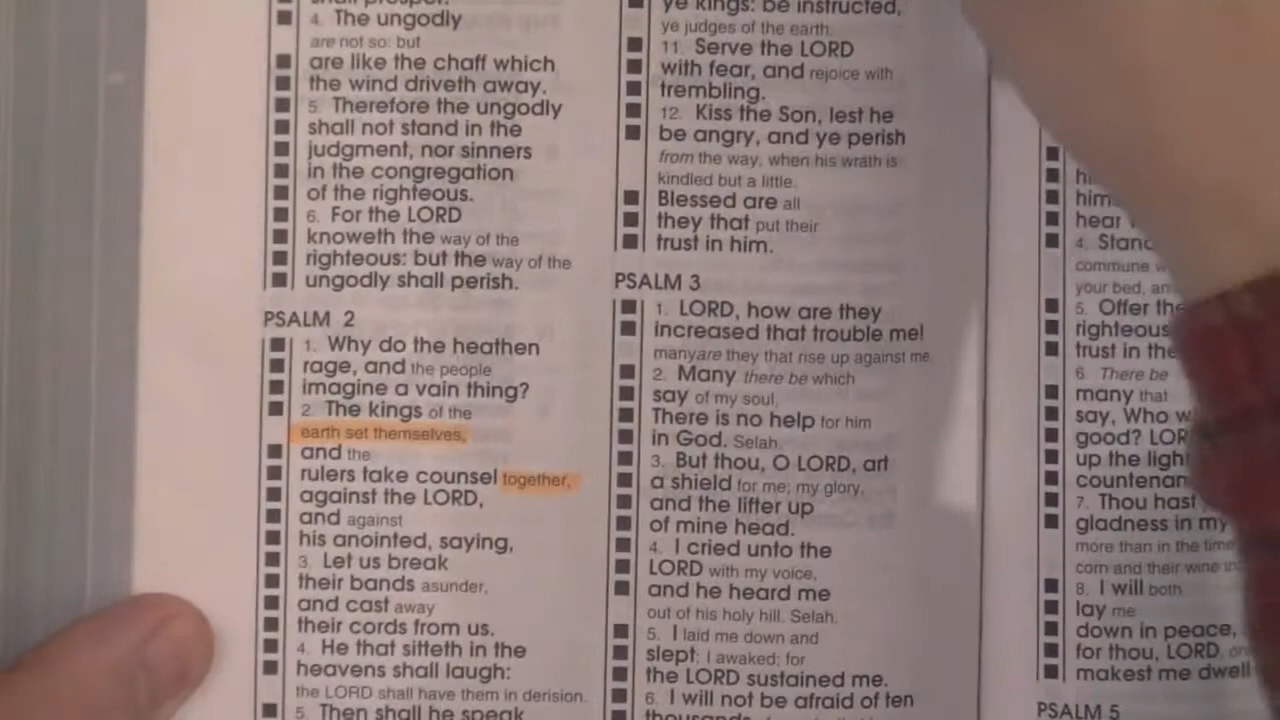 4. The ungodly
are not so: but
are like the chaff which
the wind driveth away.
5. Therefore the ungodly
shall not stand in the
judgment, nor sinners
in the congregation
of the righteous.
6. For the LORD
knoweth the way of the
righteous: but the way of the
ungodly shall perish.
PSALM 2
1. Why do the heathen
rage, and the people
imagine a vain thing?
2. The kings of the
earth set themselves,
and the
rulers take counsel together,
against the LORD,
and against
his anointed, saying,
3. Let us break
their bands asunder,
and cast away
their cords from us.
4. He that sitteth in the
heavens shall laugh:
the LORD shall have them in derision.
5. Then shall he speak
ye kings: be instructed,
ye judges of the earth.
11. Serve the LORD
with fear, and rejoice with
trembling.
12. Kiss the Son, lest he
be angry, and ye perish
from the way, when his wrath is
kindled but a little.
Blessed are all
they that put their
trust in him.
PSALM 3
1. LORD, how are they
increased that trouble me!
manyare they that rise up against me.
2. Many there be which
say of my soul,
There is no help for him
in God. Selah.
3. But thou, O LORD, art
a shield for me; my glory,
and the lifter up
of mine head.
4. I cried unto the
LORD with my voice,
and he heard me
out of his holy hill. Selah.
5. I laid me down and
slept; I awaked; for
the LORD sustained me.
6. I will not be afraid of ten
thousands
him
hear
4. Stand
commune
your bed,
5. Offer the
righteous
trust in the
6. There be
many that
say, Who
good? LOR
up the light
countenan
7. Thou hast
gladness in my
more than in the time
corn and their wine
8. I will both
lay me
down in peace,
for thou, LORD,
makest me dwell
PSALM 5